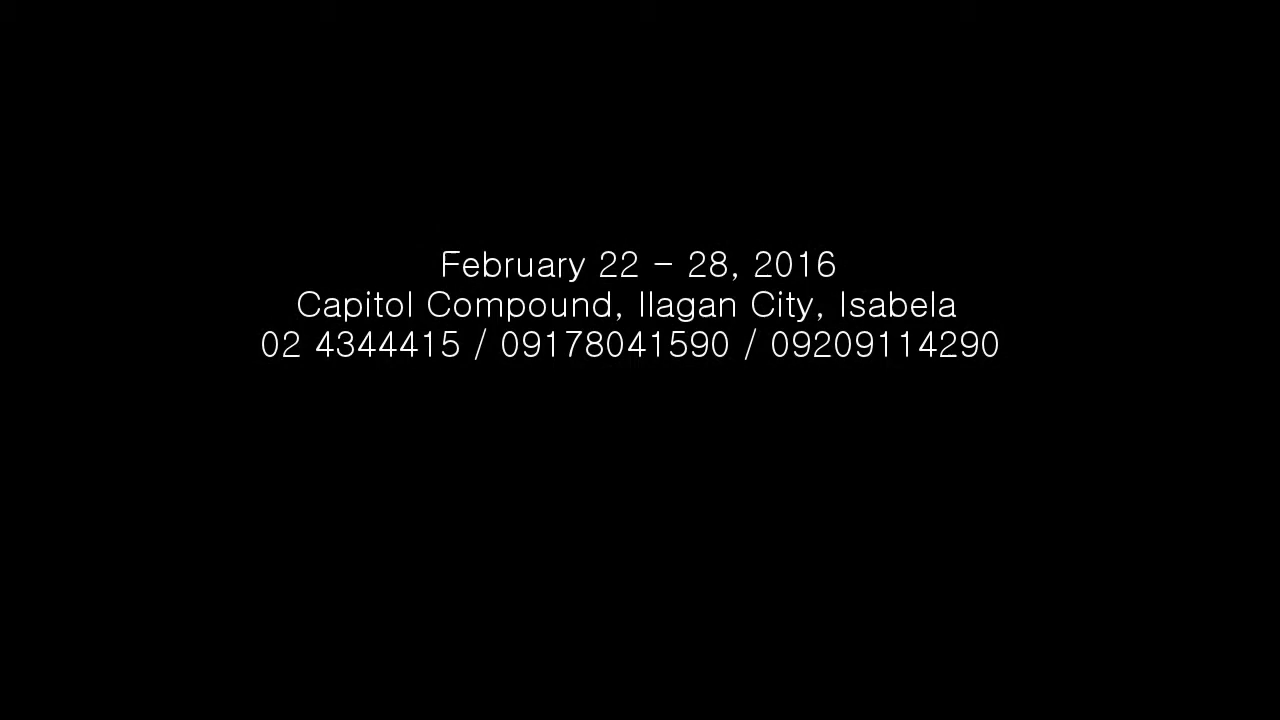 February 22 - 28, 2016
Capitol Compound, Ilagan City, Isabela
02 4344415 / 09178041590 / 09209114290